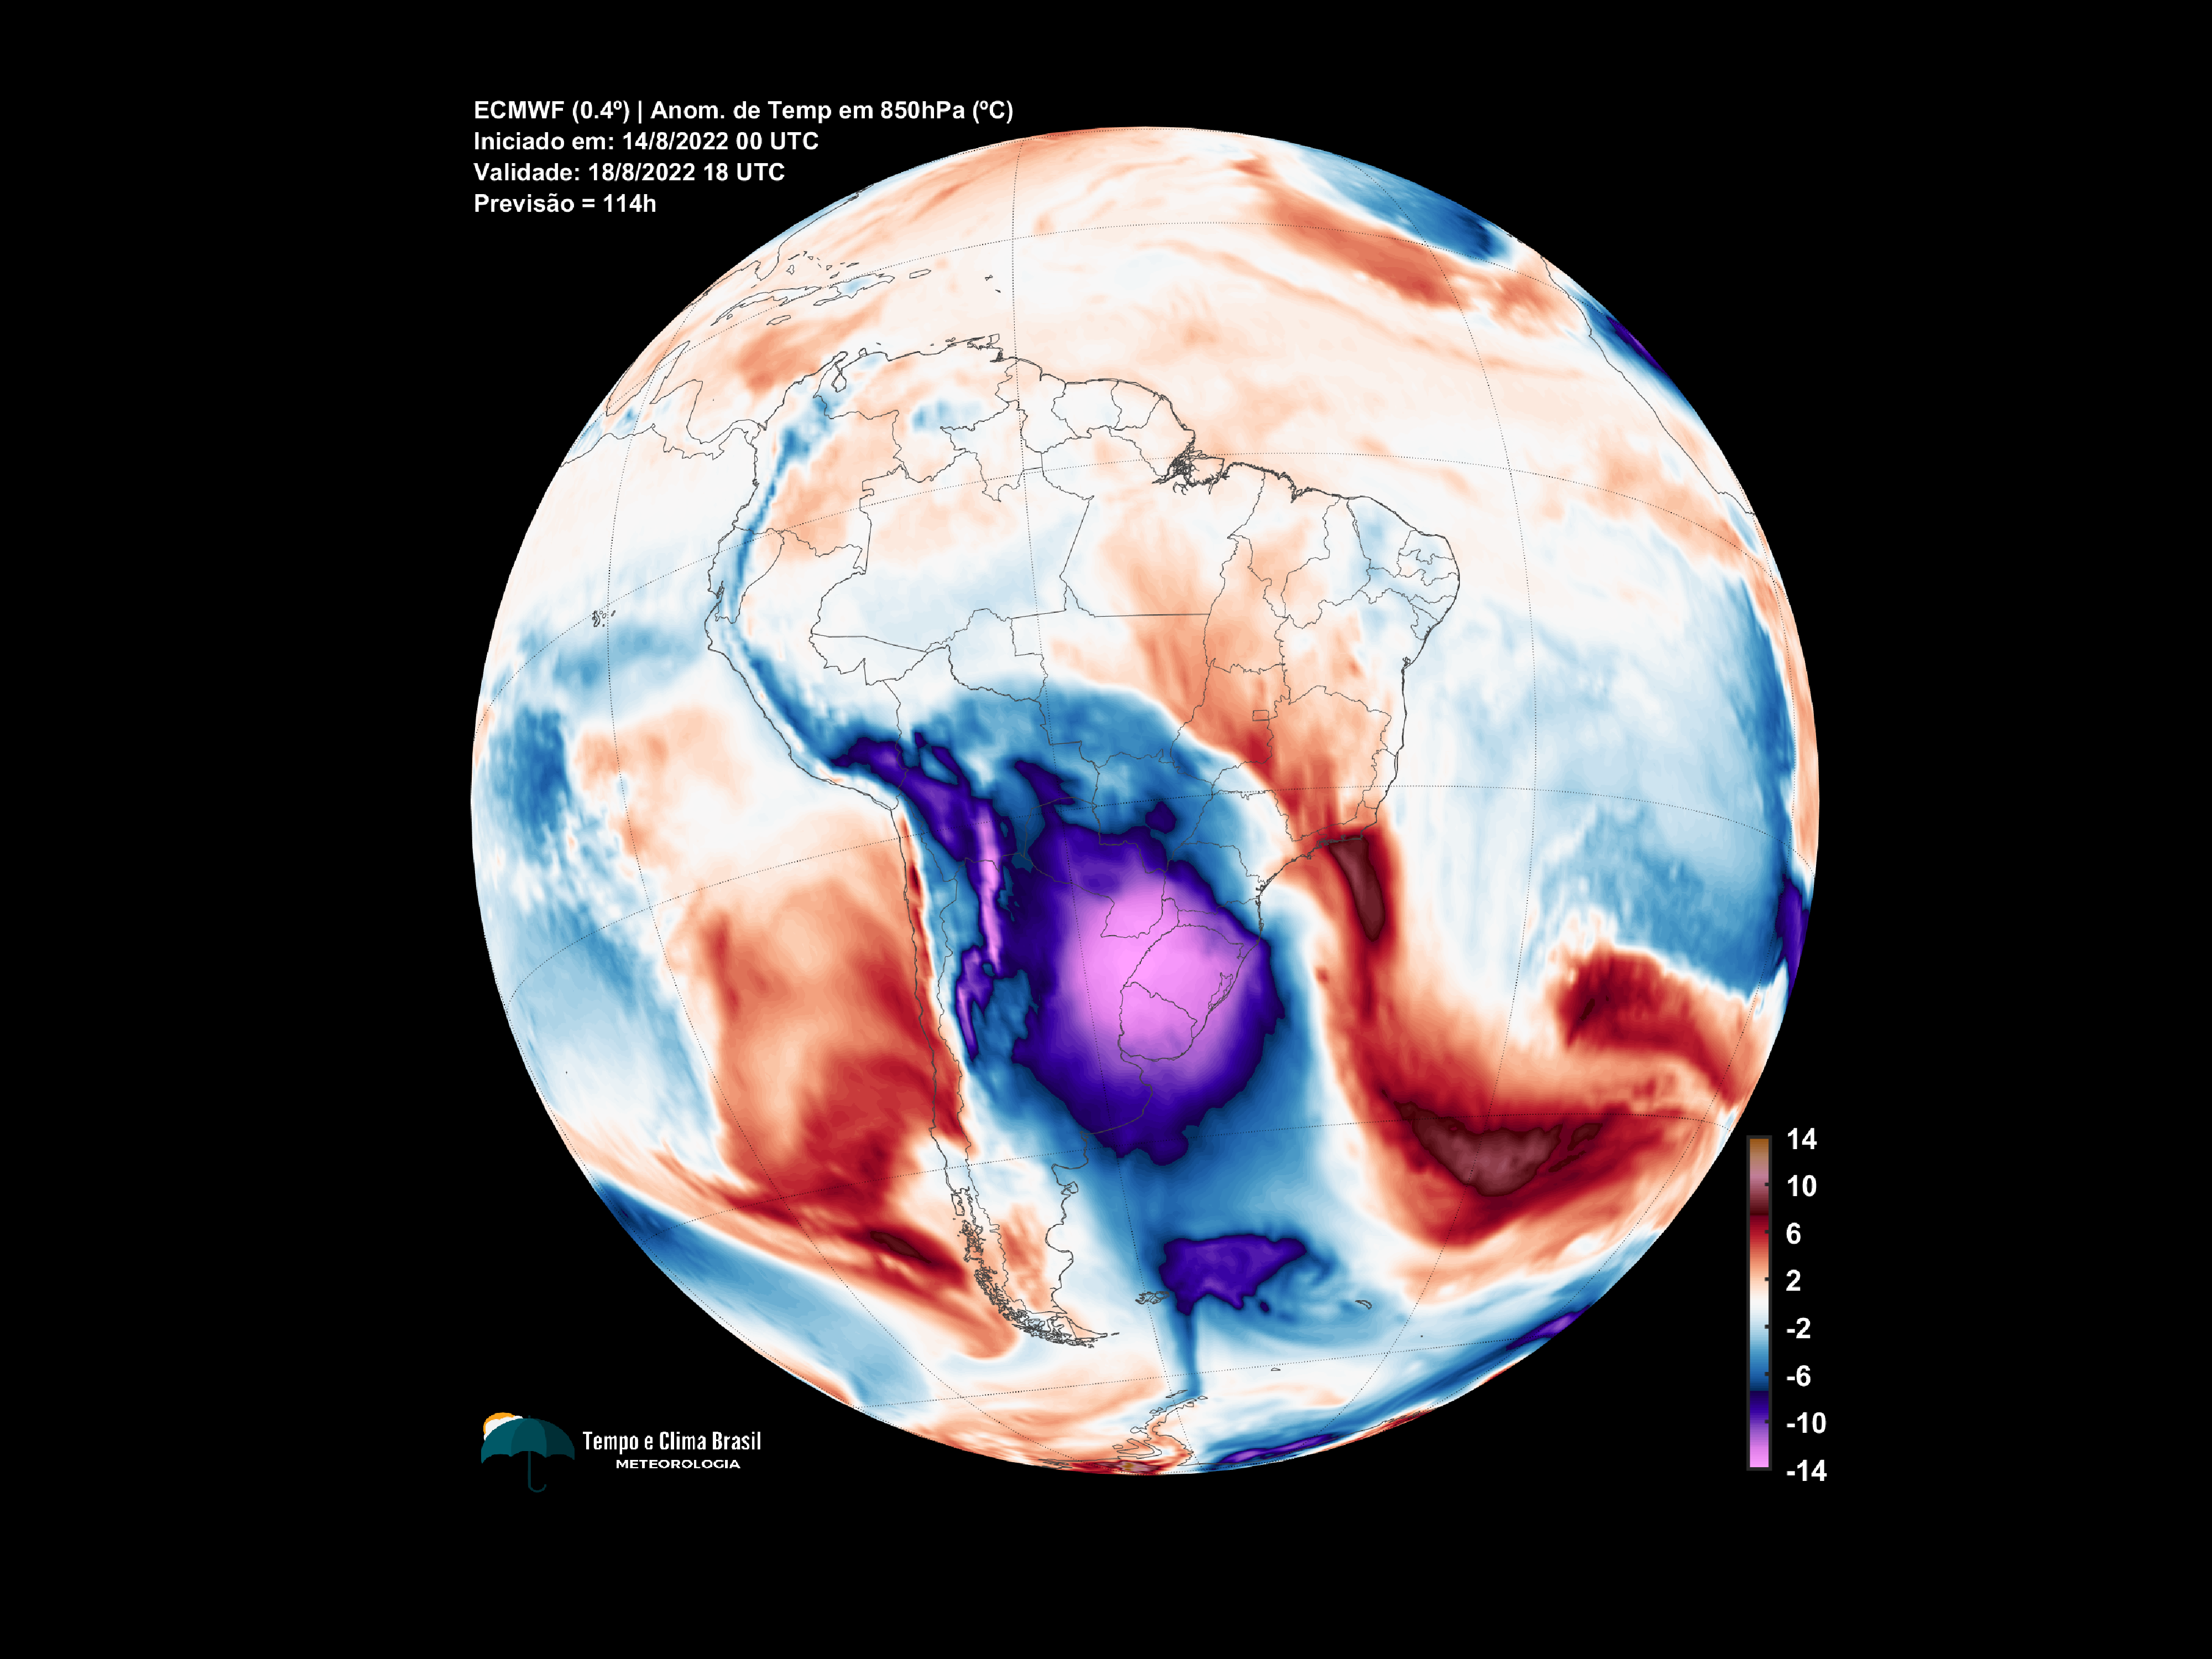 ECMWF (0.4º) | Anom. de Temp em 850hPa (ºC)
Iniciado em: 14/8/2022 00 UTC
Validade: 18/8/2022 18 UTC
Previsão = 114h
14
10
6
2
-2
-6
-10
-14
Tempo e Clima Brasil
METEOROLOGIA